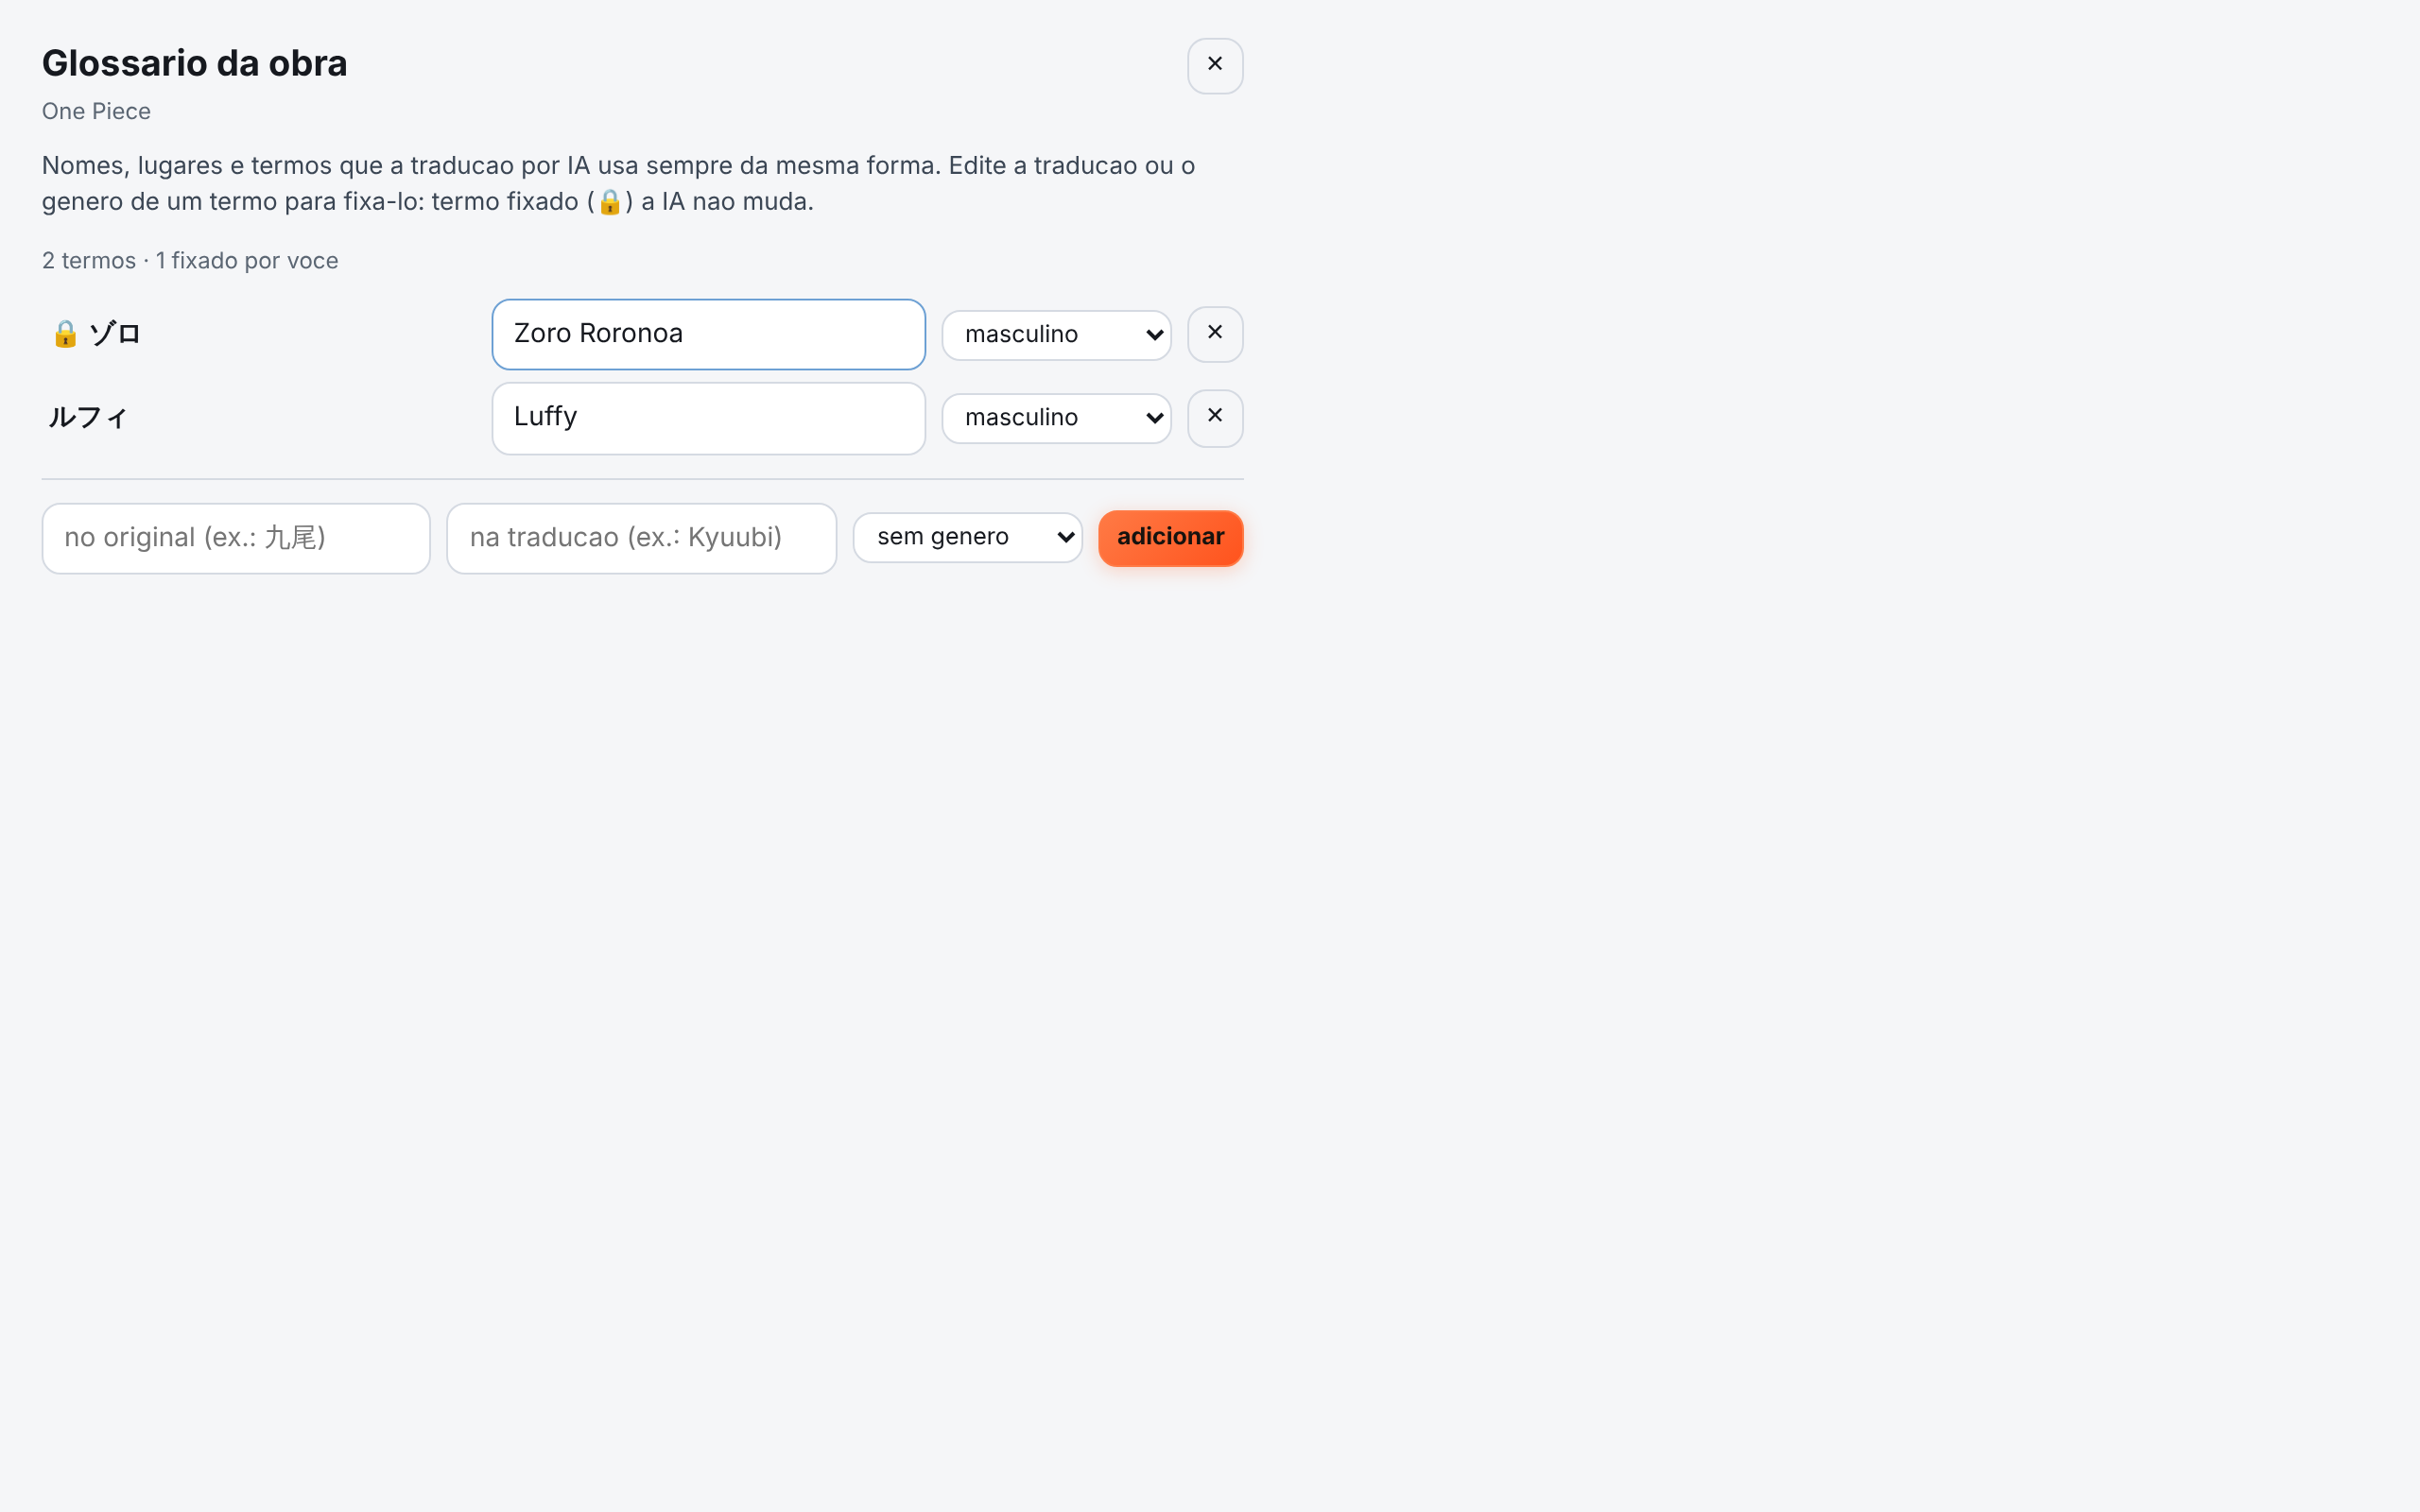 Glossario da obra
✕
One Piece
Nomes, lugares e termos que a traducao por IA usa sempre da mesma forma. Edite a traducao ou o
genero de um termo para fixa-lo: termo fixado (🔒) a IA nao muda.
2 termos · 1 fixado por voce
🔒 ゾロ Zoro Roronoa masculino ✕
ルフィ Luffy masculino ✕
no original (ex.: 九尾) na traducao (ex.: Kyuubi) sem genero adicionar